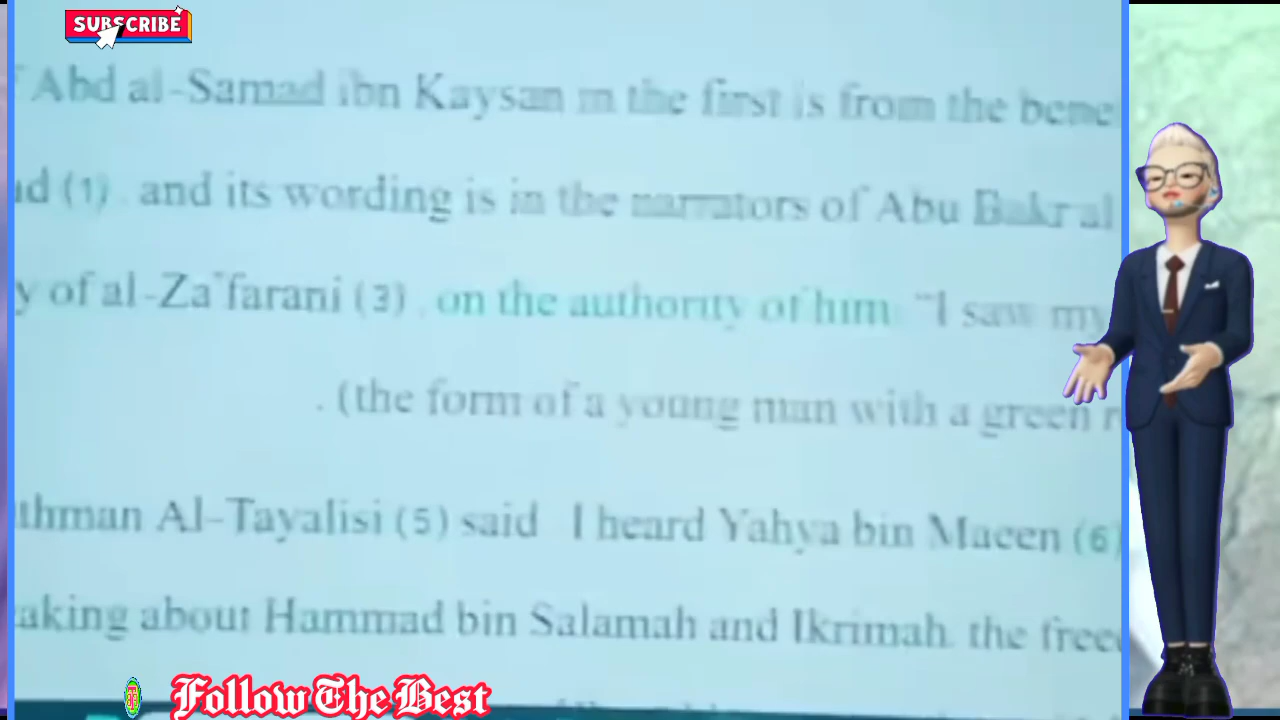 SUBSCRIBE
Abd al-Samad ibn Kaysan in the first is from the
(1) . and its wording is in the narrators of Abu Bakr al
y of al-Za`farani (3) . on the authority of him. "I saw my
. (the form of a young man with a green
thman Al-Tayalisi (5) said I heard Yahya bin Maeen (6)
aking about Hammad bin Salamah and Ikrimah. the
Follow The Best